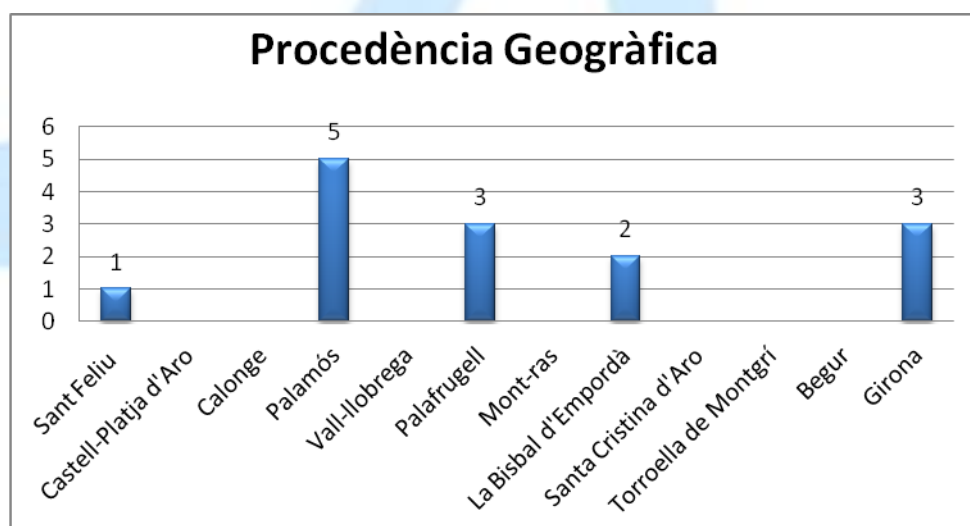 Procedència Geogràfica
6
5
4
3
2
1
0
1
5
3
2
3
Sant Feliu
Castell-Platja d'Aro
Calonge
Palamós
Vall-llobrega
Palafrugell
Mont-ras
La Bisbal d'Empordà
Santa Cristina d'Aro
Torroella de Montgrí
Begur
Girona